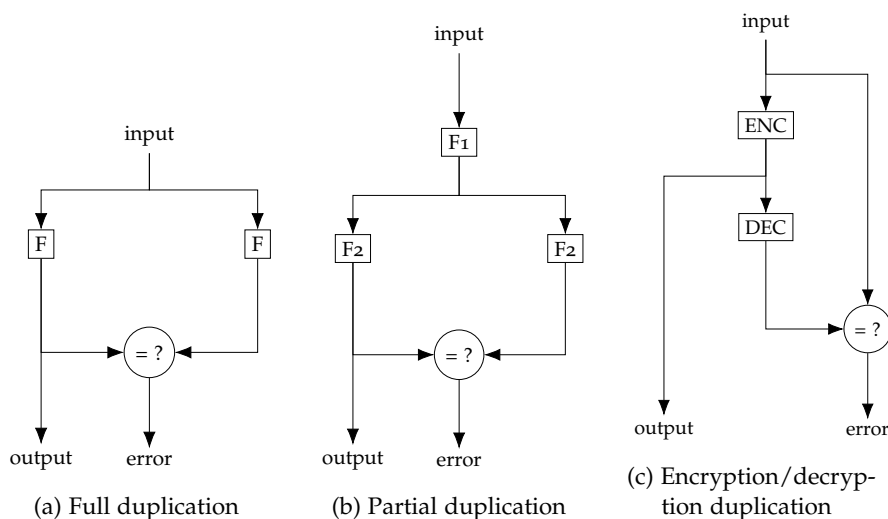 input
F
F
= ?
output
error
(a) Full duplication
input
F1
F2
F2
= ?
output
error
(b) Partial duplication
input
ENC
DEC
= ?
output
error
(c) Encryption/decryp-
tion duplication